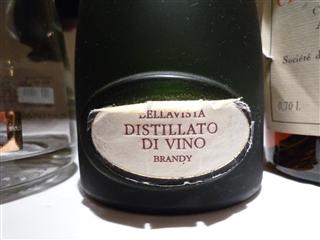 BELLAVISTA
DISTILLATO
DI VINO
BRANDY
Société d
0,70 l.